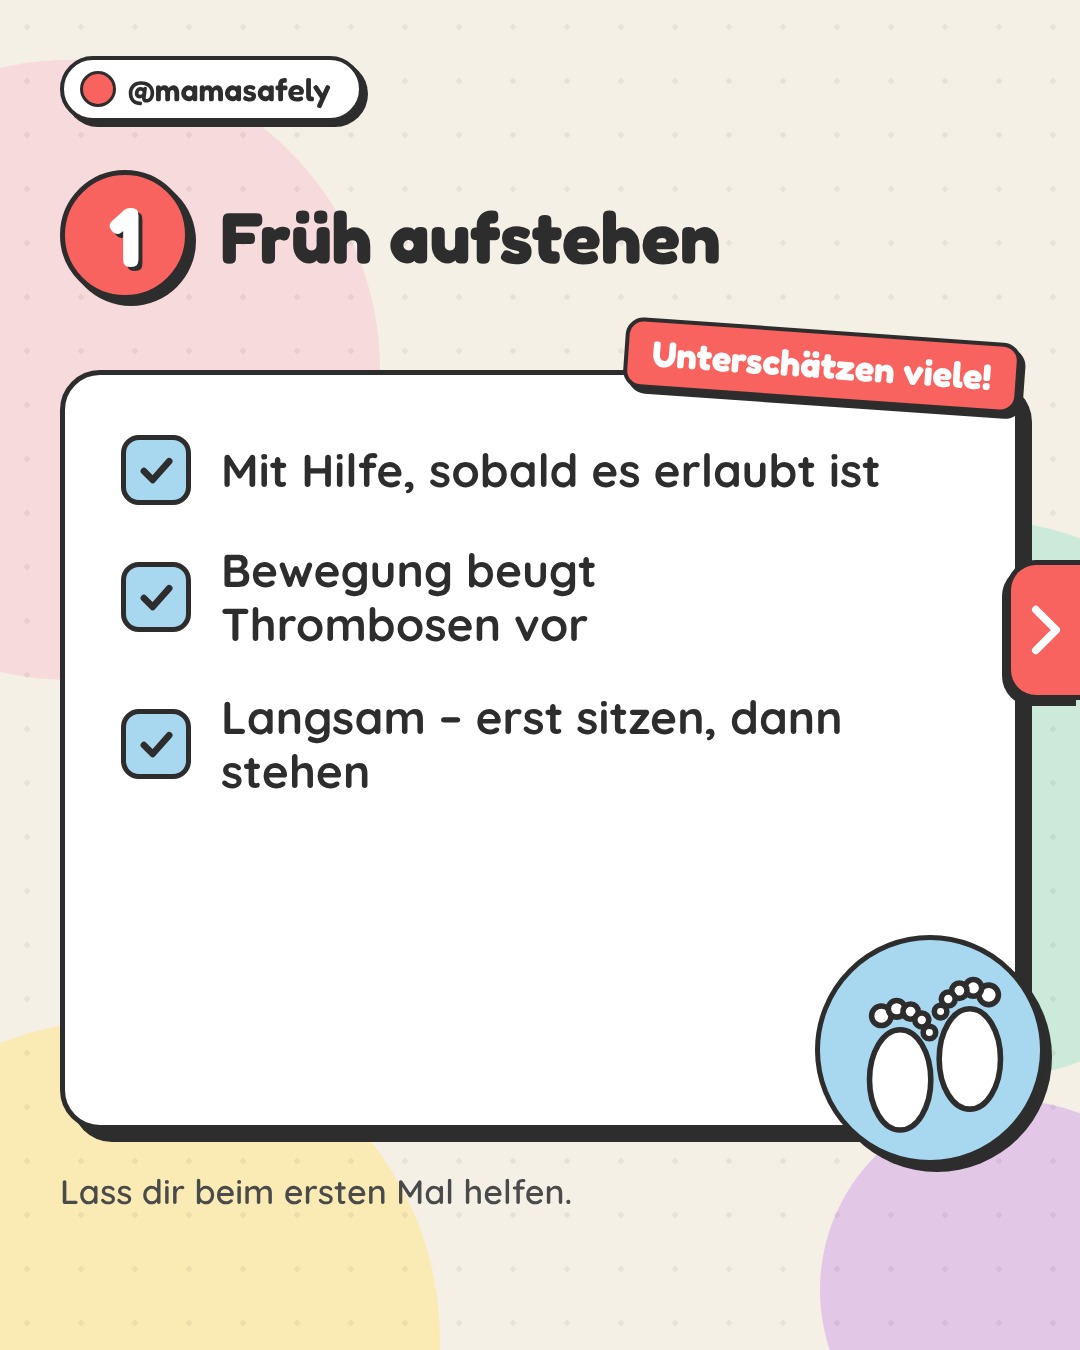 @mamasafely
1
Früh aufstehen
Unterschätzen viele!
Mit Hilfe, sobald es erlaubt ist
Bewegung beugt
Thrombosen vor
Langsam – erst sitzen, dann
stehen
Lass dir beim ersten Mal helfen.